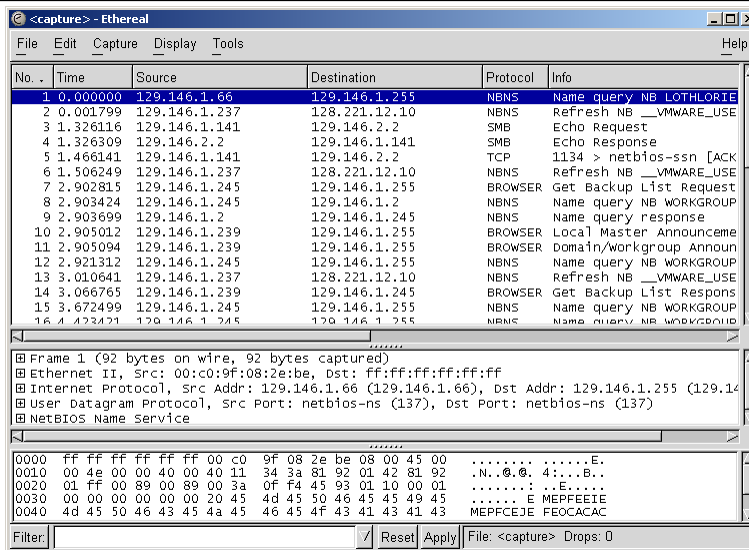 <capture> - Ethereal
File Edit Capture Display Tools Help
No. Time Source Destination Protocol Info
1 0.000000 129.146.1.66 129.146.1.255 NBNS Name query NB LOTHLORIE
2 0.001799 129.146.1.237 128.221.12.10 NBNS Refresh NB __VMWARE_USE
3 1.326116 129.146.1.141 129.146.2.2 SMB Echo Request
4 1.326309 129.146.2.2 129.146.1.141 SMB Echo Response
5 1.466141 129.146.1.141 129.146.2.2 TCP 1134 > netbios-ssn [ACK
6 1.506249 129.146.1.237 128.221.12.10 NBNS Refresh NB __VMWARE_USE
7 2.902815 129.146.1.245 129.146.1.255 BROWSER Get Backup List Request
8 2.903424 129.146.1.245 129.146.1.2 NBNS Name query NB WORKGROUP
9 2.903699 129.146.1.2 129.146.1.245 NBNS Name query response
10 2.905012 129.146.1.239 129.146.1.255 BROWSER Local Master Announceme
11 2.905094 129.146.1.239 129.146.1.255 BROWSER Domain/Workgroup Announ
12 2.921312 129.146.1.245 129.146.1.255 NBNS Name query NB WORKGROUP
13 3.010641 129.146.1.237 128.221.12.10 NBNS Refresh NB __VMWARE_USE
14 3.066765 129.146.1.239 129.146.1.245 BROWSER Get Backup List Respons
15 3.672499 129.146.1.245 129.146.1.255 NBNS Name query NB WORKGROUP
16 4.423421 129.146.1.245 129.146.1.255 NBNS Name query NB WORKGROUP
Frame 1 (92 bytes on wire, 92 bytes captured)
Ethernet II, Src: 00:c0:9f:08:2e:be, Dst: ff:ff:ff:ff:ff:ff
Internet Protocol, Src Addr: 129.146.1.66 (129.146.1.66), Dst Addr: 129.146.1.255 (129.14
User Datagram Protocol, Src Port: netbios-ns (137), Dst Port: netbios-ns (137)
NetBIOS Name Service
0000 ff ff ff ff ff ff 00 c0 9f 08 2e be 08 00 45 00 ........ ......E.
0010 00 4e 00 00 40 00 40 11 34 3a 81 92 01 42 81 92 .N..@.@. 4:...B..
0020 01 ff 00 89 00 89 00 3a 0f f4 45 93 01 10 00 01 .......: ..E.....
0030 00 00 00 00 00 00 20 45 4d 45 50 46 45 45 49 45 ...... E MEPFEEIE
0040 4d 45 50 46 43 45 4a 45 46 45 4f 43 41 43 41 43 MEPFCEJE FEOCACAC
Filter: Reset Apply File: <capture> Drops: 0